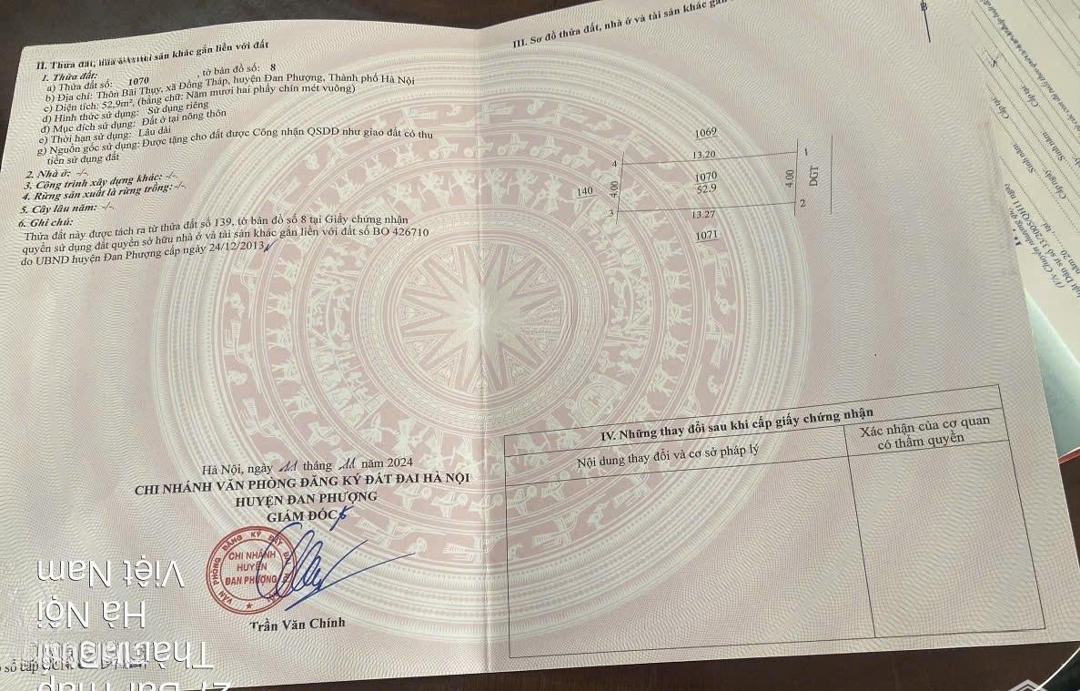 II. Thửa đất, nhà ở và tài sản khác gắn liền với đất
1. Thửa đất:
a) Thửa đất số: 1070 , tờ bản đồ số: 8
b) Địa chỉ: Thôn Bãi Thụy, xã Đồng Tháp, huyện Đan Phượng, Thành phố Hà Nội
c) Diện tích: 52,9m², (bằng chữ: Năm mươi hai phẩy chín mét vuông)
d) Hình thức sử dụng: Sử dụng riêng
đ) Mục đích sử dụng: Đất ở tại nông thôn
e) Thời hạn sử dụng: Lâu dài
g) Nguồn gốc sử dụng: Được tặng cho đất được Công nhận QSDĐ như giao đất có thu
tiền sử dụng đất
2. Nhà ở: -/-
3. Công trình xây dựng khác: -/-
4. Rừng sản xuất là rừng trồng: -/-
5. Cây lâu năm: -/-
6. Ghi chú:
Thửa đất này được tách ra từ thửa đất số 139, tờ bản đồ số 8 tại Giấy chứng nhận
quyền sử dụng đất quyền sở hữu nhà ở và tài sản khác gắn liền với đất số BO 426710
do UBND huyện Đan Phượng cấp ngày 24/12/2013
Hà Nội, ngày 11 tháng 11 năm 2024
CHI NHÁNH VĂN PHÒNG ĐĂNG KÝ ĐẤT ĐAI HÀ NỘI
HUYỆN ĐAN PHƯỢNG
GIÁM ĐỐC
CHI NHÁNH
HUYỆN
ĐAN PHƯỢNG
Trần Văn Chính
III. Sơ đồ thửa đất, nhà ở và tài sản khác gắn
B
1069
4
13.20
1
140
4.00
1070
52.9
4.00
DGT
3
13.27
2
1071
IV. Những thay đổi sau khi cấp giấy chứng nhận
Nội dung thay đổi và cơ sở pháp lý
Xác nhận của cơ quan
có thẩm quyền
Việt Nam
Hà Nội